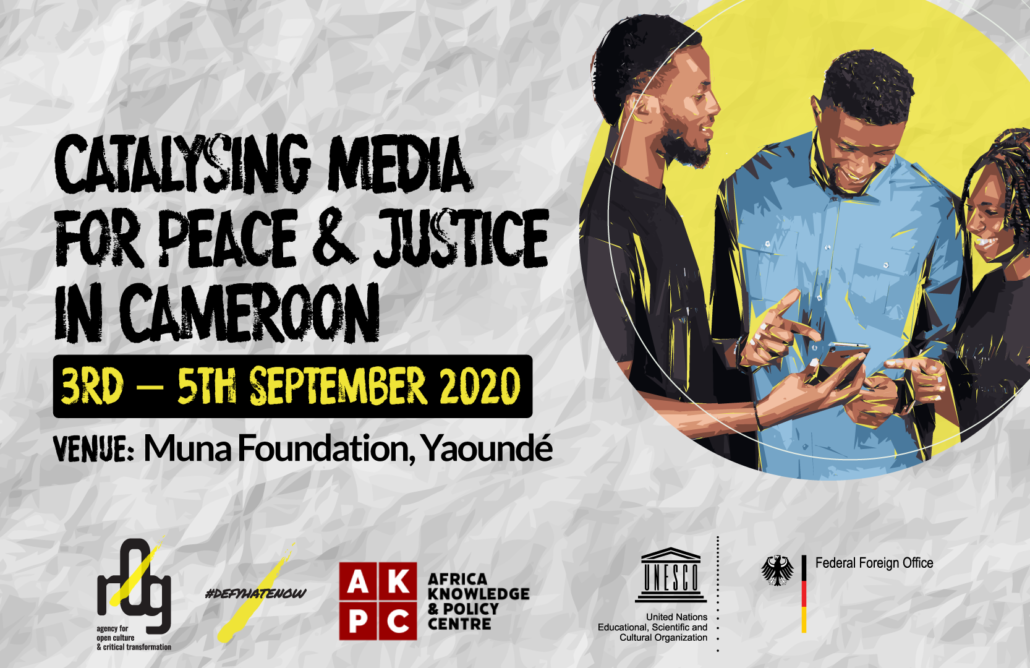 CATALYSING MEDIA
FOR PEACE & JUSTICE
IN CAMEROON
3RD – 5TH SEPTEMBER 2020
VENUE: Muna Foundation, Yaoundé
r0g
agency for
open culture
& critical transformation
#DEFYHATENOW
AK
PC
AFRICA
KNOWLEDGE
& POLICY
CENTRE
UNESCO
United Nations
Educational, Scientific and
Cultural Organization
Federal Foreign Office